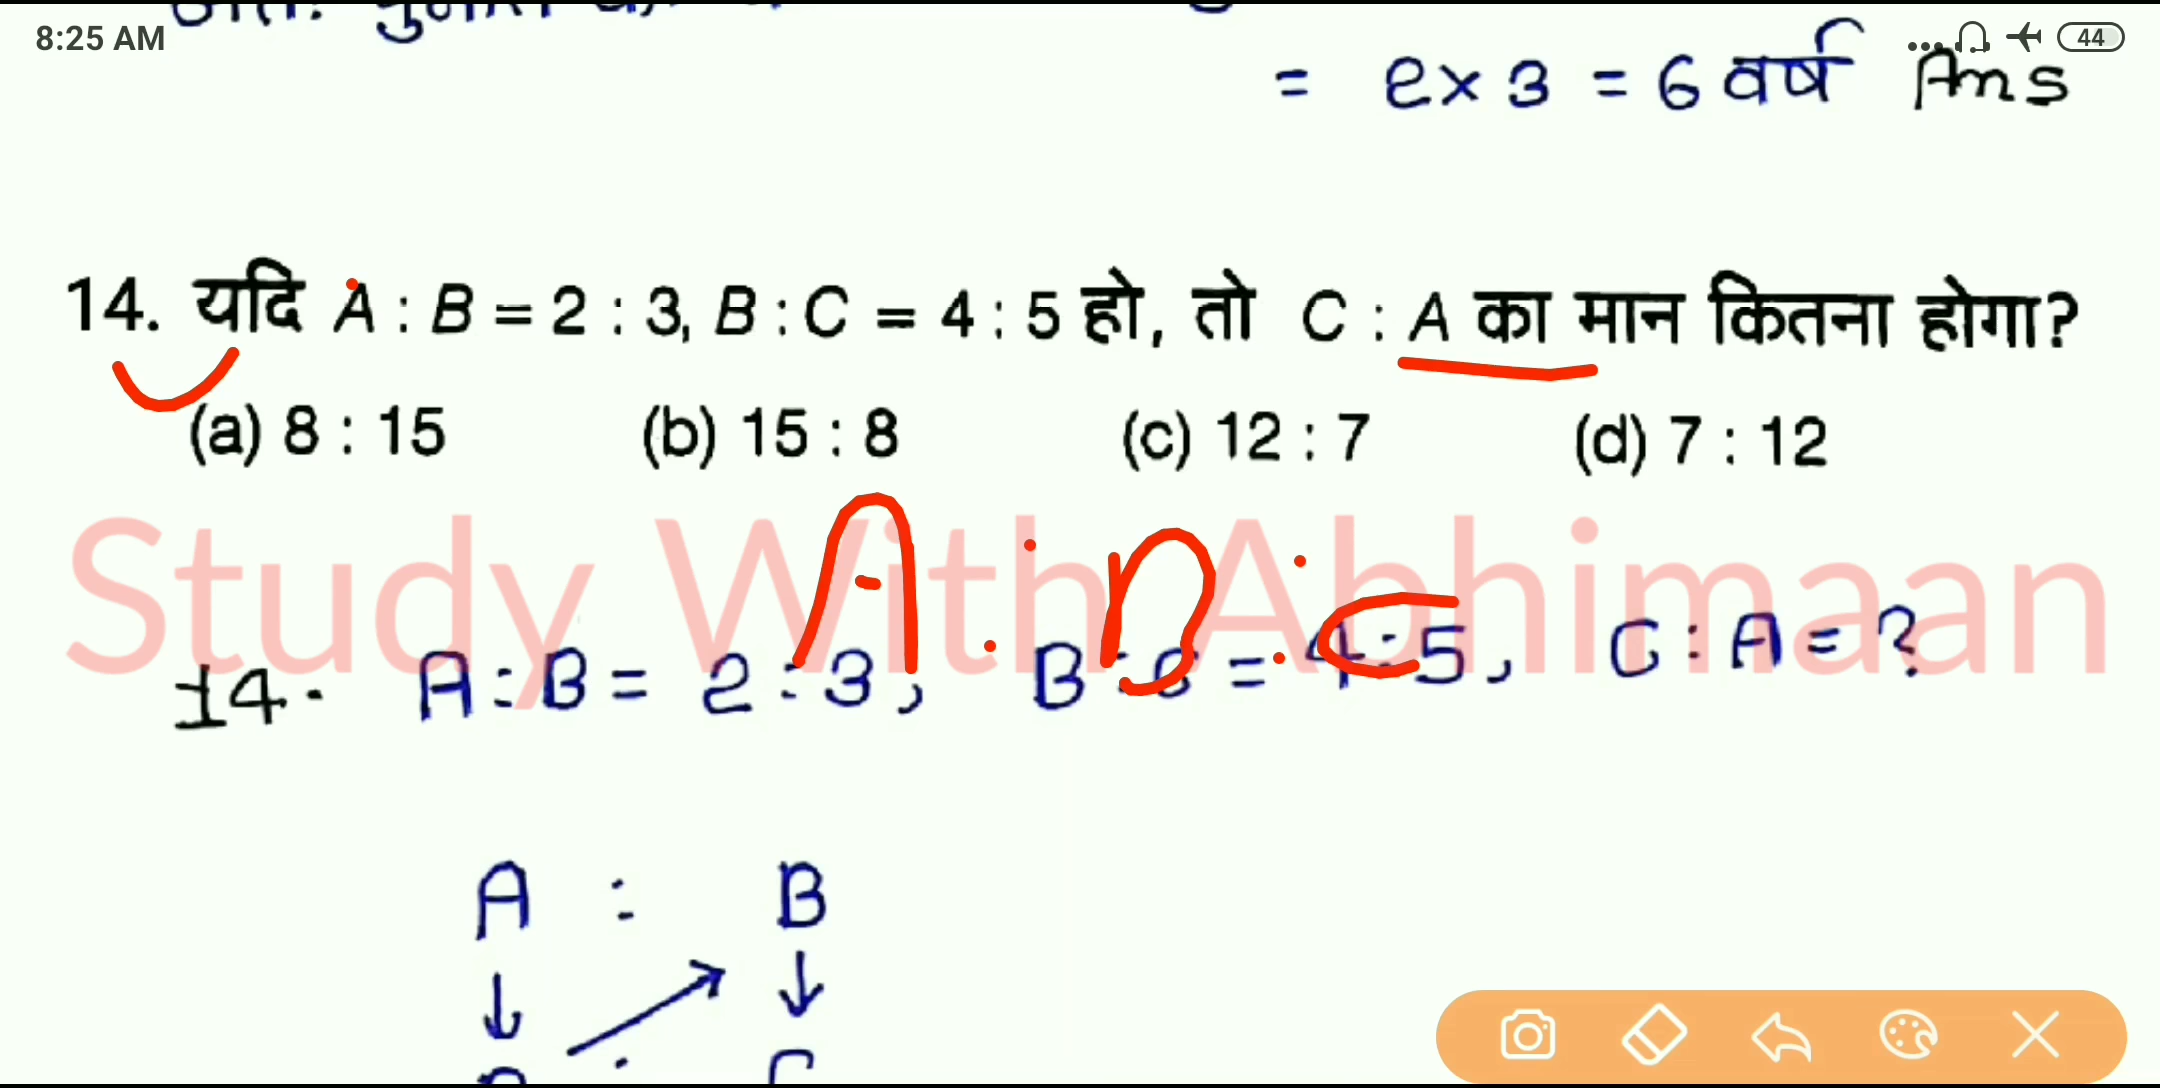 8:25 AM
44
= 2 × 3 = 6 वर्ष Ans
14. यदि A : B = 2 : 3, B : C = 4 : 5 हो, तो C : A का मान कितना होगा?
(a) 8 : 15 (b) 15 : 8 (c) 12 : 7 (d) 7 : 12
Study With Abhimaan
A : B : C
14. A : B = 2 : 3, B : C = 4 : 5, C : A = ?
A : B